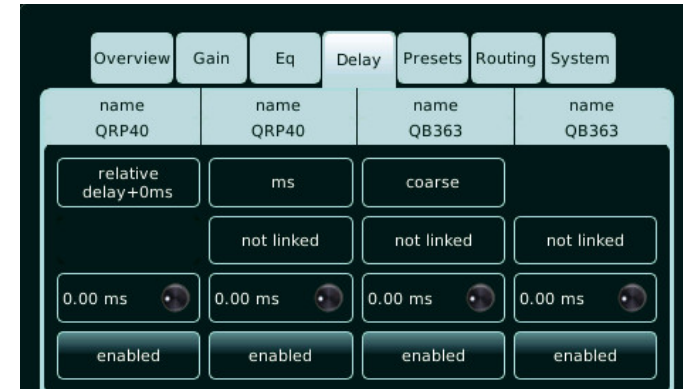 Overview Gain Eq Delay Presets Routing System
name name name name
QRP40 QRP40 QB363 QB363
relative
delay+0ms ms coarse
not linked not linked not linked
0.00 ms 0.00 ms 0.00 ms 0.00 ms
enabled enabled enabled enabled